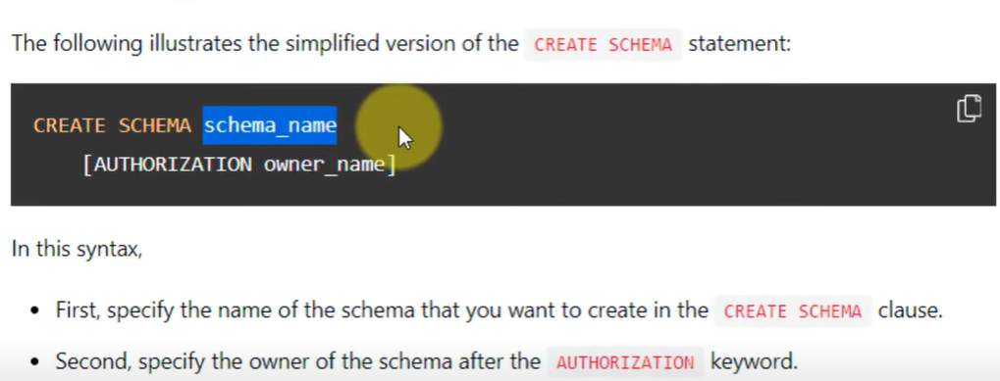 The following illustrates the simplified version of the CREATE SCHEMA statement:
CREATE SCHEMA schema_name
[AUTHORIZATION owner_name]
In this syntax,
• First, specify the name of the schema that you want to create in the CREATE SCHEMA clause.
• Second, specify the owner of the schema after the AUTHORIZATION keyword.